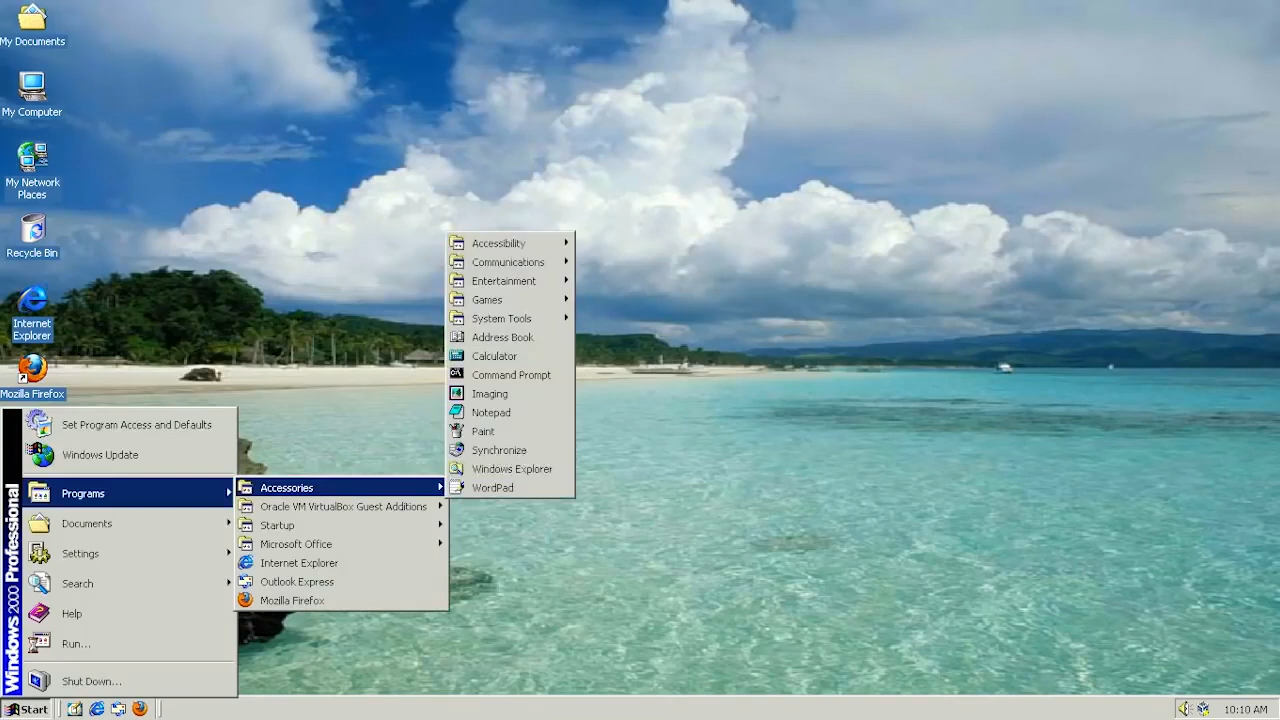 My Documents
My Computer
My Network
Places
Recycle Bin
Internet
Explorer
Mozilla Firefox
Set Program Access and Defaults
Windows Update
Programs
Documents
Settings
Search
Help
Run...
Shut Down...
Windows 2000 Professional
Accessories
Oracle VM VirtualBox Guest Additions
Startup
Microsoft Office
Internet Explorer
Outlook Express
Mozilla Firefox
Accessibility
Communications
Entertainment
Games
System Tools
Address Book
Calculator
Command Prompt
Imaging
Notepad
Paint
Synchronize
Windows Explorer
WordPad
Start
10:10 AM